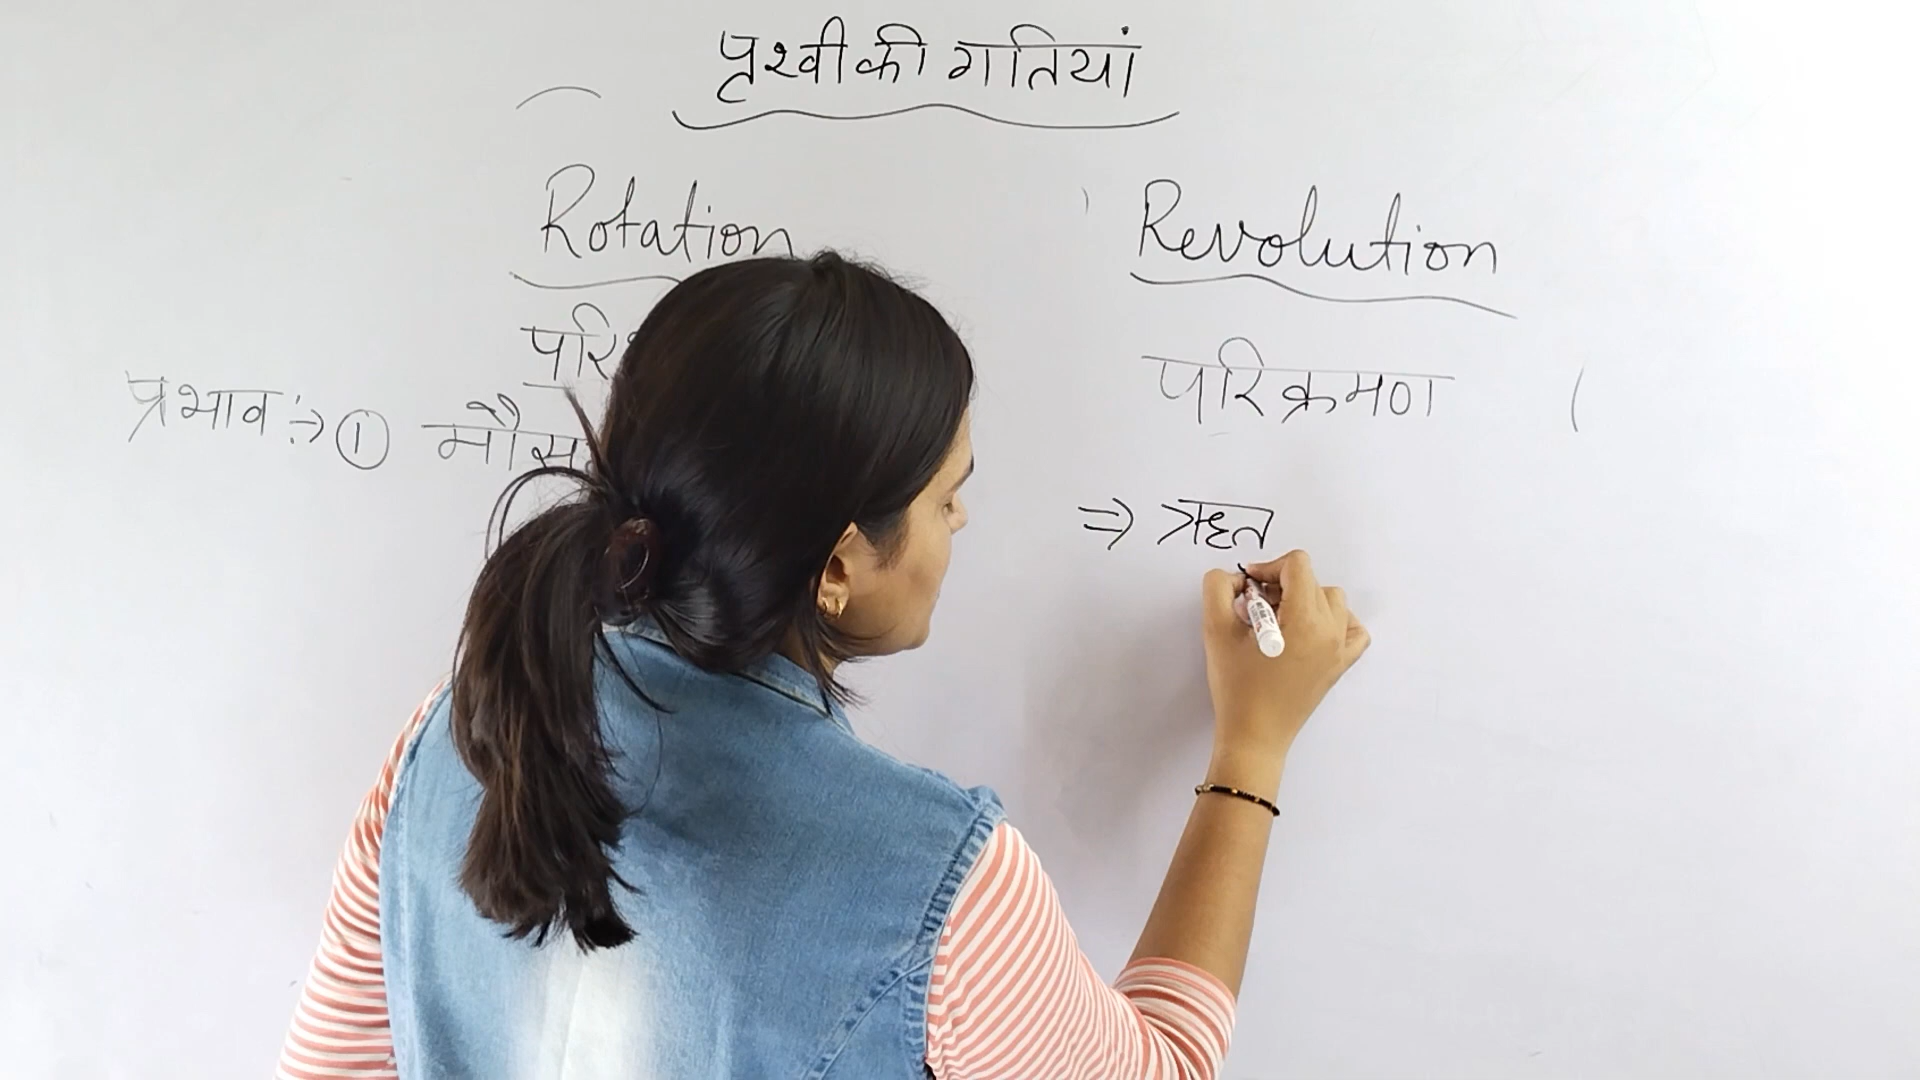 पृथ्वी की गतियां
Rotation
Revolution
परिक्रमण
प्रभाव :→ ①
⇒ ऋत